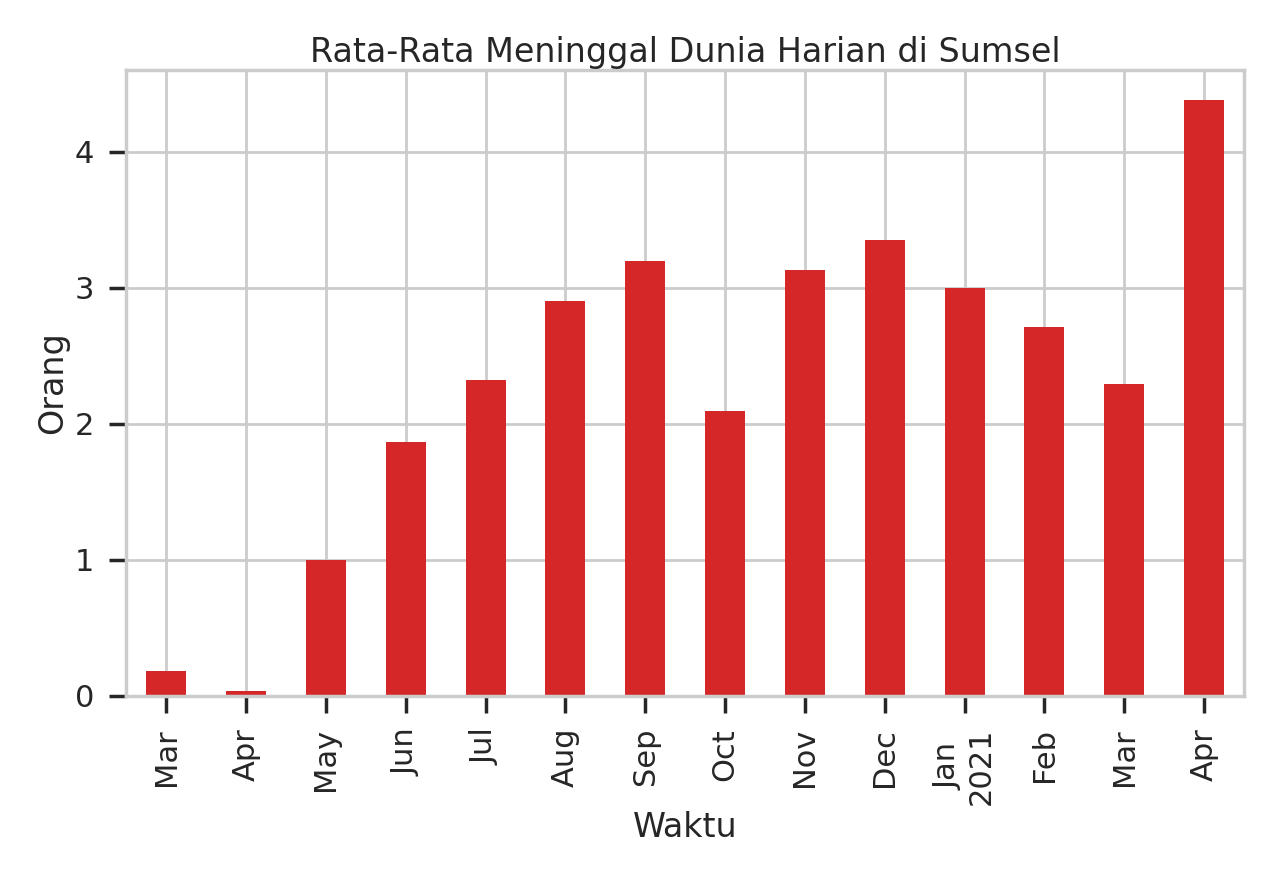 Rata-Rata Meninggal Dunia Harian di Sumsel
Orang
4
3
2
1
0
Mar
Apr
May
Jun
Jul
Aug
Sep
Oct
Nov
Dec
Jan
2021
Feb
Mar
Apr
Waktu